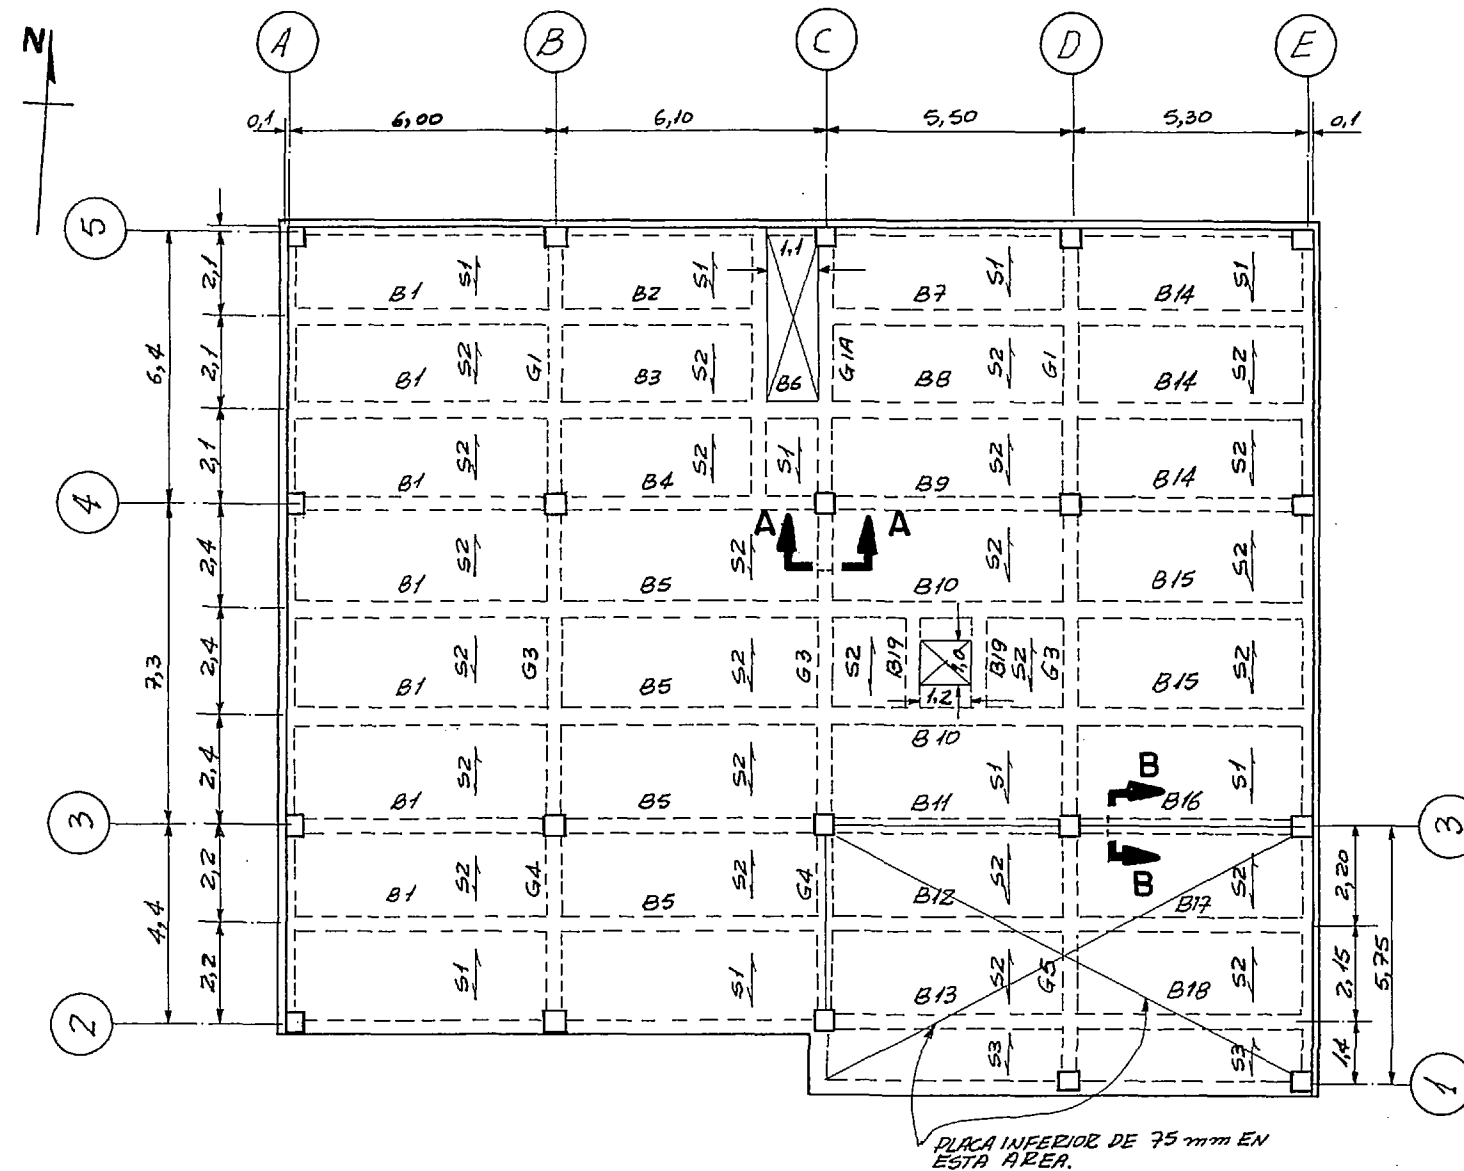 N
A B C D E
0,1 6,00 6,10 5,50 5,30 0,1
5
1,1
2,1 B1 S1 B2 S1 B7 S1 B14 S1
6,4
2,1 B1 S2 G1 B3 S2 B6 G1A B8 S2 G1 B14 S2
2,1 B1 S2 B4 S2 S1 B9 S2 B14 S2
4
A A
2,4 B1 S2 B5 S2 B10 S2 B15 S2
7,3
2,4 B1 S2 G3 B5 S2 G3 S2 B19 1,0 B19 S2 G3 B15 S2
1,2
B10
2,4 B1 S2 B5 S2 B11 S1 B B16 S1
3 3
2,2 B1 S2 G4 B5 S2 G4 B12 S2 B B17 S2 2,20
4,4
2,2 S1 S1 B13 S2 G5 B18 S2 2,15 5,75
2
S3 S3 1,4
1
PLACA INFERIOR DE 75 mm EN
ESTA AREA.